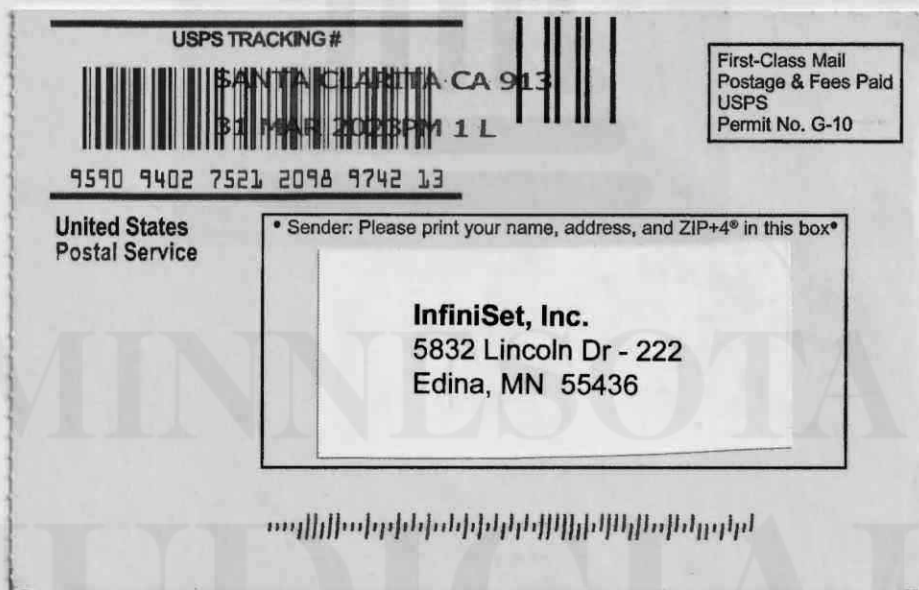 USPS TRACKING #
SANTA CLARITA CA 913
31 MAR 2023PM 1 L
9590 9402 7521 2098 9742 13
First-Class Mail
Postage & Fees Paid
USPS
Permit No. G-10
United States
Postal Service
• Sender: Please print your name, address, and ZIP+4® in this box•
InfiniSet, Inc.
5832 Lincoln Dr - 222
Edina, MN 55436
MINNESOTA
JUDICIAL